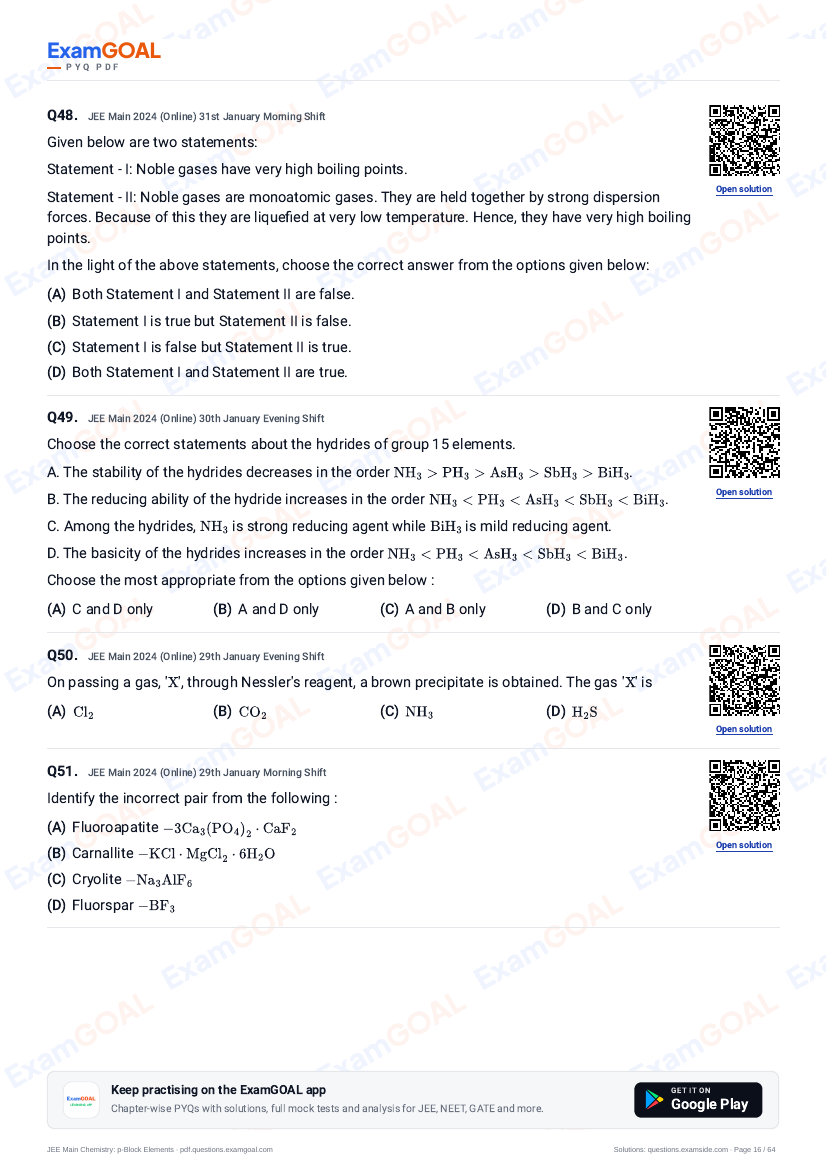 ExamGOAL
PYQ PDF
Q48. JEE Main 2024 (Online) 31st January Morning Shift
Given below are two statements:
Statement - I: Noble gases have very high boiling points.
Statement - II: Noble gases are monoatomic gases. They are held together by strong dispersion
forces. Because of this they are liquefied at very low temperature. Hence, they have very high boiling
points.
In the light of the above statements, choose the correct answer from the options given below:
(A) Both Statement I and Statement II are false.
(B) Statement I is true but Statement II is false.
(C) Statement I is false but Statement II is true.
(D) Both Statement I and Statement II are true.
Open solution
Q49. JEE Main 2024 (Online) 30th January Evening Shift
Choose the correct statements about the hydrides of group 15 elements.
A. The stability of the hydrides decreases in the order NH₃ > PH₃ > AsH₃ > SbH₃ > BiH₃.
B. The reducing ability of the hydride increases in the order NH₃ < PH₃ < AsH₃ < SbH₃ < BiH₃.
C. Among the hydrides, NH₃ is strong reducing agent while BiH₃ is mild reducing agent.
D. The basicity of the hydrides increases in the order NH₃ < PH₃ < AsH₃ < SbH₃ < BiH₃.
Choose the most appropriate from the options given below :
(A) C and D only (B) A and D only (C) A and B only (D) B and C only
Open solution
Q50. JEE Main 2024 (Online) 29th January Evening Shift
On passing a gas, 'X', through Nessler's reagent, a brown precipitate is obtained. The gas 'X' is
(A) Cl₂ (B) CO₂ (C) NH₃ (D) H₂S
Open solution
Q51. JEE Main 2024 (Online) 29th January Morning Shift
Identify the incorrect pair from the following :
(A) Fluoroapatite −3Ca₃(PO₄)₂ · CaF₂
(B) Carnallite −KCl · MgCl₂ · 6H₂O
(C) Cryolite −Na₃AlF₆
(D) Fluorspar −BF₃
Open solution
ExamGOAL
Keep practising on the ExamGOAL app
Chapter-wise PYQs with solutions, full mock tests and analysis for JEE, NEET, GATE and more.
GET IT ON
Google Play
JEE Main Chemistry: p-Block Elements · pdf.questions.examgoal.com
Solutions: questions.examside.com · Page 16 / 64